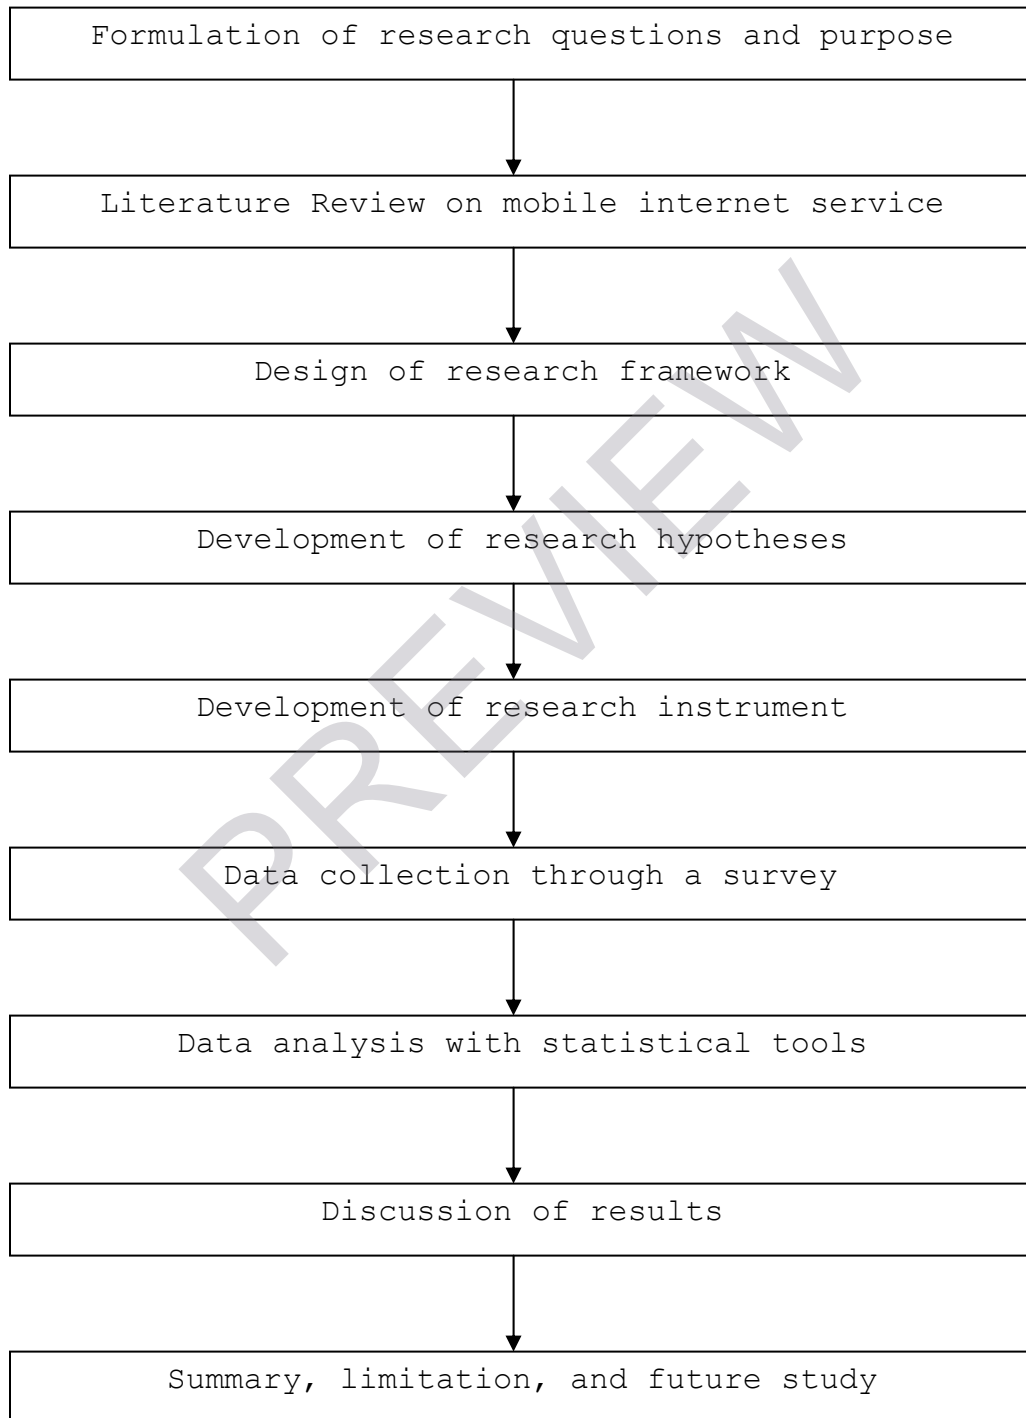 Formulation of research questions and purpose
Literature Review on mobile internet service
Design of research framework
Development of research hypotheses
Development of research instrument
Data collection through a survey
Data analysis with statistical tools
Discussion of results
Summary, limitation, and future study
PREVIEW